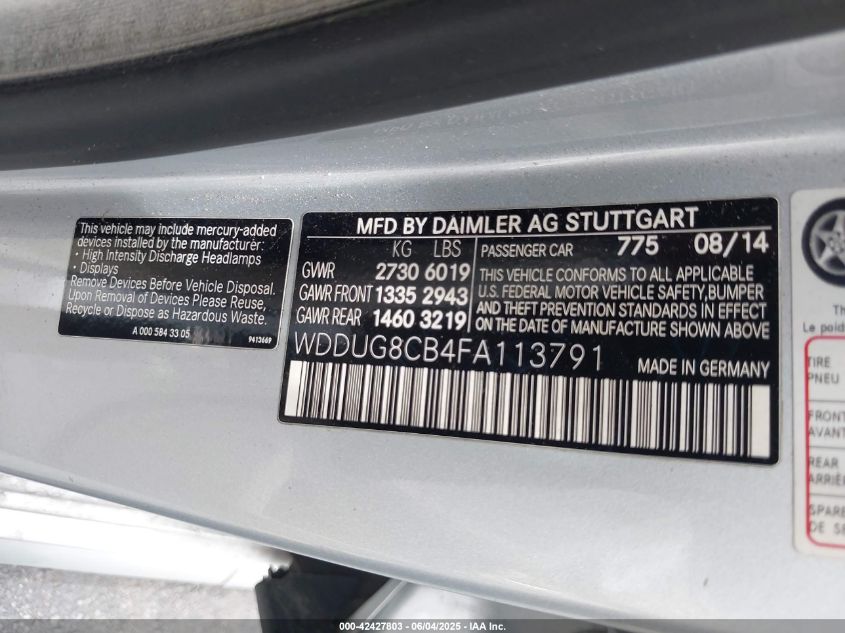 This vehicle may include mercury-added
devices installed by the manufacturer:
• High Intensity Discharge Headlamps
• Displays
Remove Devices Before Vehicle Disposal.
Upon Removal of Devices Please Reuse,
Recycle or Dispose as Hazardous Waste.
A 000 584 33 05
9413669
MFD BY DAIMLER AG STUTTGART
KG LBS
GVWR 2730 6019
GAWR FRONT 1335 2943
GAWR REAR 1460 3219
PASSENGER CAR 775 08/14
THIS VEHICLE CONFORMS TO ALL APPLICABLE
U.S. FEDERAL MOTOR VEHICLE SAFETY,BUMPER
AND THEFT PREVENTION STANDARDS IN EFFECT
ON THE DATE OF MANUFACTURE SHOWN ABOVE
WDDUG8CB4FA113791
MADE IN GERMANY
Le poid
TIRE
PNEU
FRONT
AVANT
REAR
ARRIÈ
SPARE
DE SE
000-42427803 - 06/04/2025 - IAA Inc.